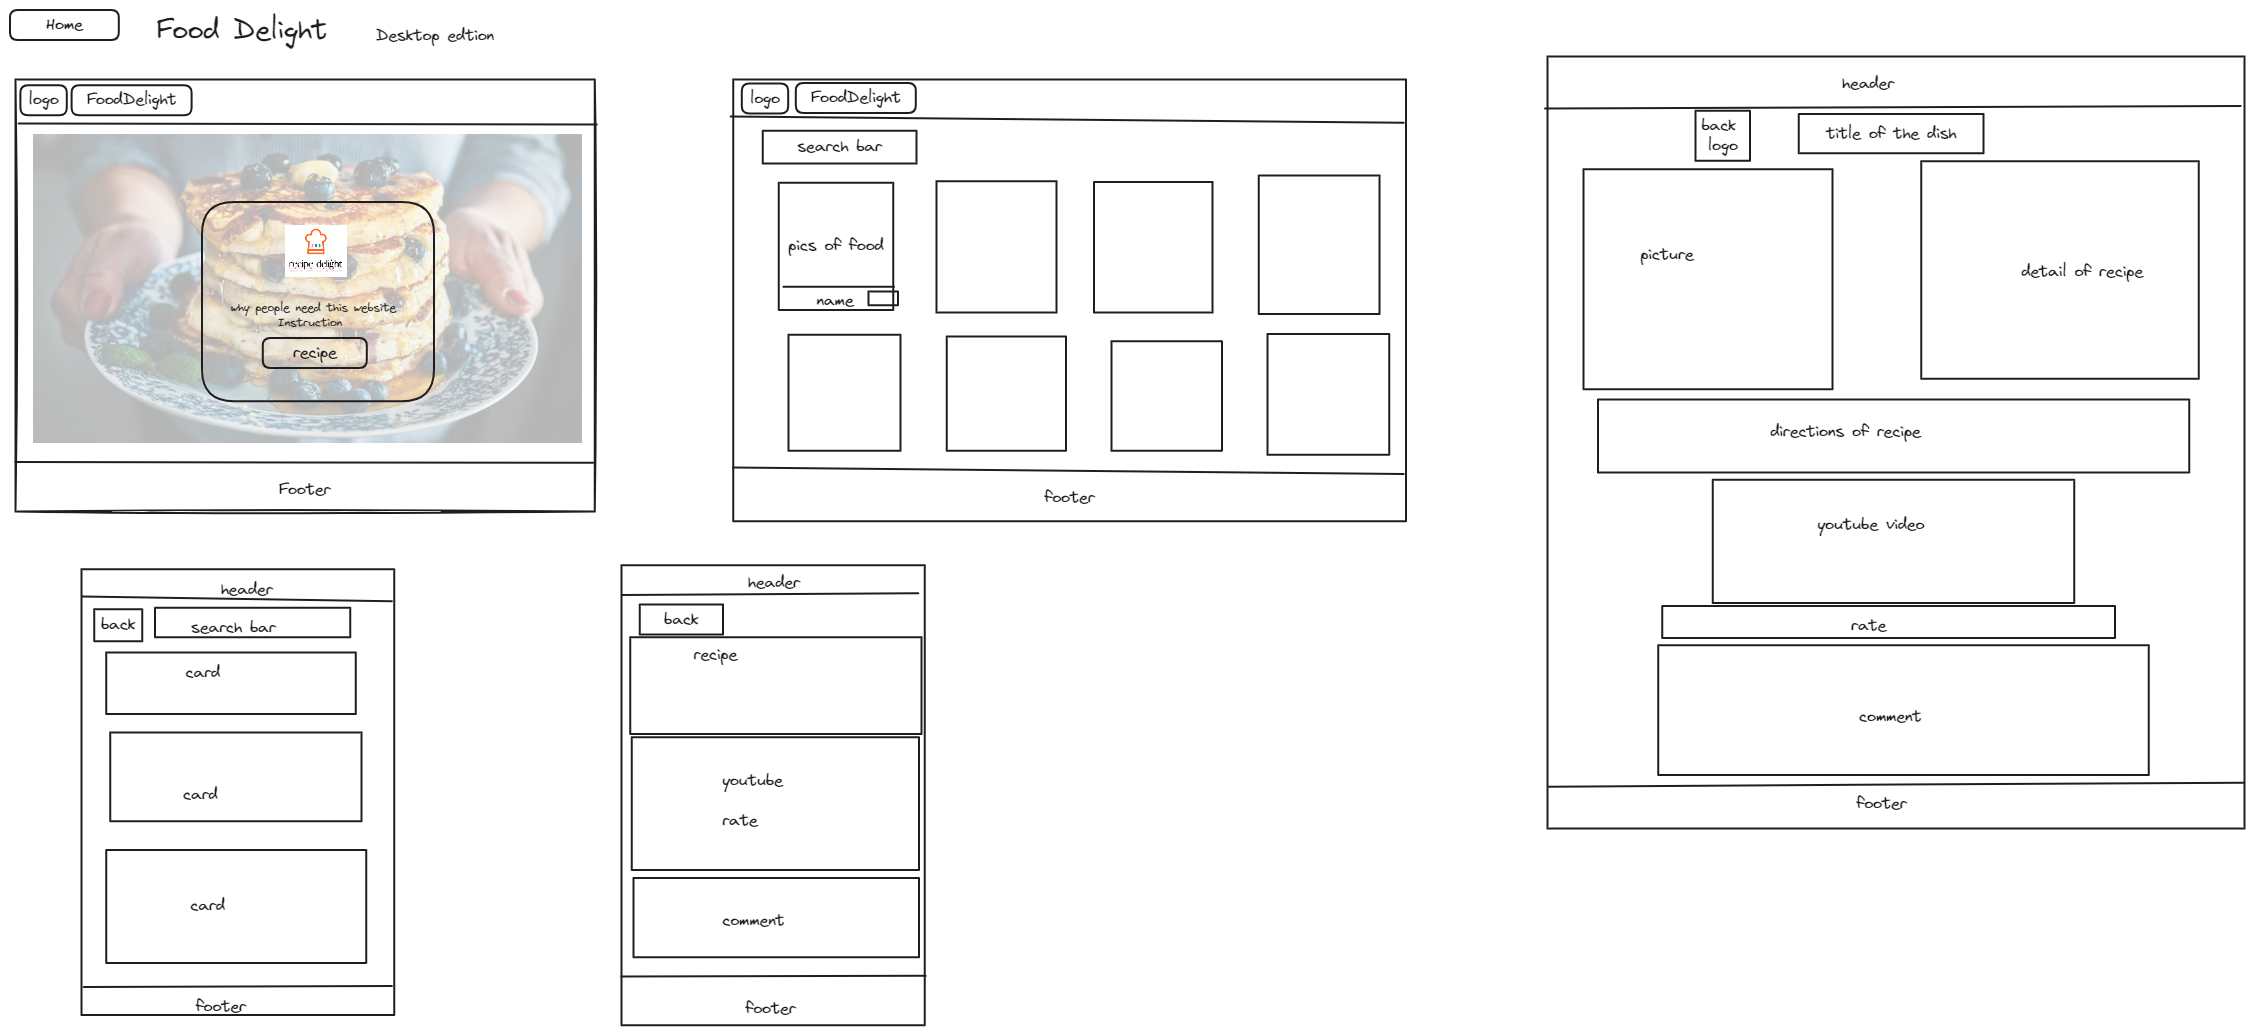 Home
Food Delight
Desktop edtion
logo
FoodDelight
recipe delight
why people need this website
Instruction
recipe
Footer
logo
FoodDelight
search bar
pics of food
name
footer
header
back
logo
title of the dish
picture
detail of recipe
directions of recipe
youtube video
rate
comment
footer
header
back
search bar
card
card
card
footer
header
back
recipe
youtube
rate
comment
footer